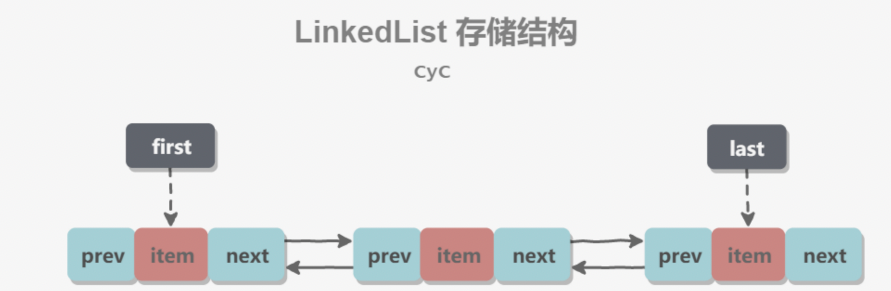 LinkedList 存储结构
CyC
first
last
prev item next prev item next prev item next